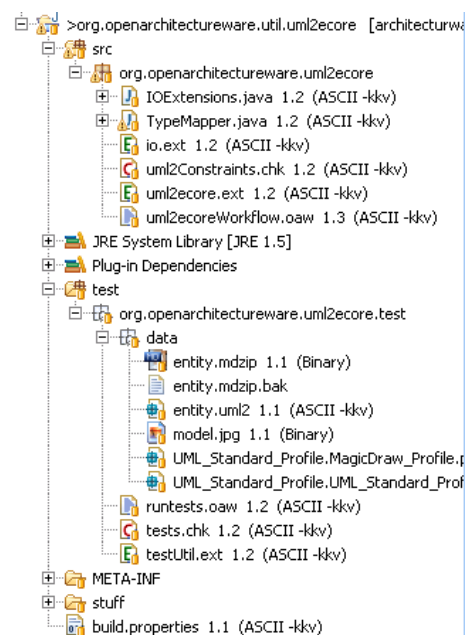 >org.openarchitectureware.util.uml2ecore [architecturwa
src
org.openarchitectureware.uml2ecore
IOExtensions.java 1.2 (ASCII -kkv)
TypeMapper.java 1.2 (ASCII -kkv)
io.ext 1.2 (ASCII -kkv)
uml2Constraints.chk 1.2 (ASCII -kkv)
uml2ecore.ext 1.2 (ASCII -kkv)
uml2ecoreWorkflow.oaw 1.3 (ASCII -kkv)
JRE System Library [JRE 1.5]
Plug-in Dependencies
test
org.openarchitectureware.uml2ecore.test
data
entity.mdzip 1.1 (Binary)
entity.mdzip.bak
entity.uml2 1.1 (ASCII -kkv)
model.jpg 1.1 (Binary)
UML_Standard_Profile.MagicDraw_Profile.p
UML_Standard_Profile.UML_Standard_Prof
runtests.oaw 1.2 (ASCII -kkv)
tests.chk 1.2 (ASCII -kkv)
testUtil.ext 1.2 (ASCII -kkv)
META-INF
stuff
build.properties 1.1 (ASCII -kkv)